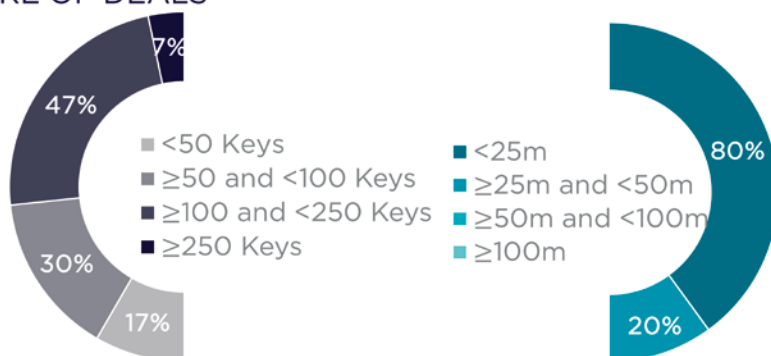 OF DEALS
7%
47%
30%
17%
<50 Keys
≥50 and <100 Keys
≥100 and <250 Keys
≥250 Keys
<25m
≥25m and <50m
≥50m and <100m
≥100m
80%
20%